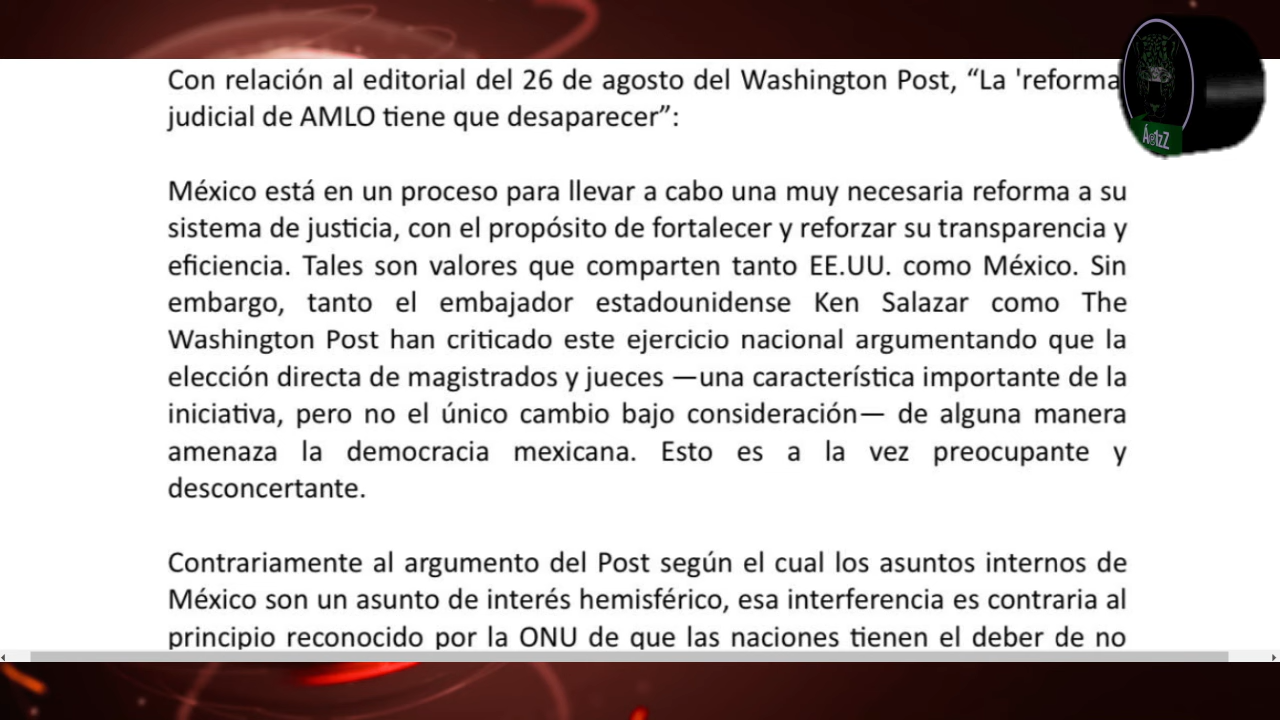 Con relación al editorial del 26 de agosto del Washington Post, “La 'reforma
judicial de AMLO tiene que desaparecer”:
México está en un proceso para llevar a cabo una muy necesaria reforma a su
sistema de justicia, con el propósito de fortalecer y reforzar su transparencia y
eficiencia. Tales son valores que comparten tanto EE.UU. como México. Sin
embargo, tanto el embajador estadounidense Ken Salazar como The
Washington Post han criticado este ejercicio nacional argumentando que la
elección directa de magistrados y jueces —una característica importante de la
iniciativa, pero no el único cambio bajo consideración— de alguna manera
amenaza la democracia mexicana. Esto es a la vez preocupante y
desconcertante.
Contrariamente al argumento del Post según el cual los asuntos internos de
México son un asunto de interés hemisférico, esa interferencia es contraria al
principio reconocido por la ONU de que las naciones tienen el deber de no